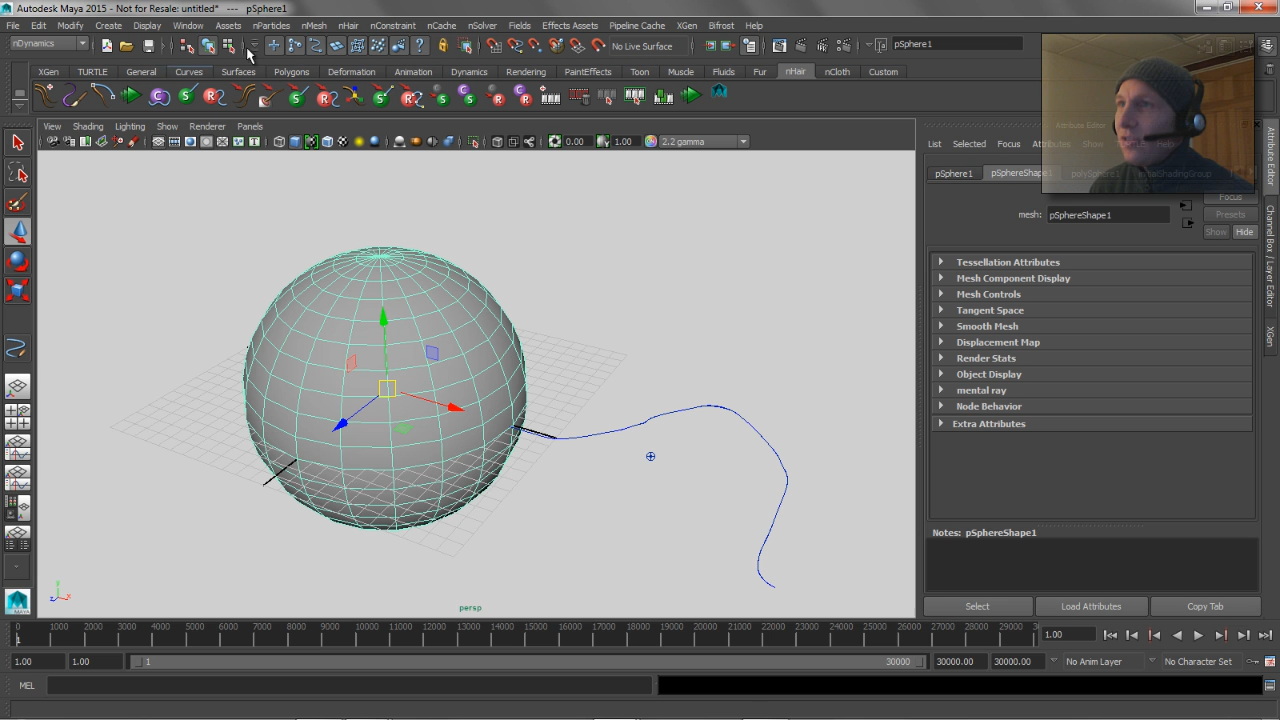 Autodesk Maya 2015 - Not for Resale: untitled* --- pSphere1
File Edit Modify Create Display Window Assets nParticles nMesh nHair nConstraint nCache nSolver Fields Effects Assets Pipeline Cache XGen Bifrost Help
nDynamics No Live Surface pSphere1
XGen TURTLE General Curves Surfaces Polygons Deformation Animation Dynamics Rendering PaintEffects Toon Muscle Fluids Fur nHair nCloth Custom
View Shading Lighting Show Renderer Panels
0.00 1.00 2.2 gamma
Attribute Editor
List Selected Focus Attributes Show TURTLE Help
pSphere1 pSphereShape1 polySphere1 initialShadingGroup
Focus
mesh: pSphereShape1 Presets
Show Hide
Tessellation Attributes
Mesh Component Display
Mesh Controls
Tangent Space
Smooth Mesh
Displacement Map
Render Stats
Object Display
mental ray
Node Behavior
Extra Attributes
Notes: pSphereShape1
Select Load Attributes Copy Tab
Attribute Editor
Channel Box / Layer Editor
XGen
y
z x
persp
0 1000 2000 3000 4000 5000 6000 7000 8000 9000 10000 11000 12000 13000 14000 15000 16000 17000 18000 19000 20000 21000 22000 23000 24000 25000 26000 27000 28000 29000
1 1.00
1.00 1.00 1 30000 30000.00 30000.00 No Anim Layer No Character Set
MEL